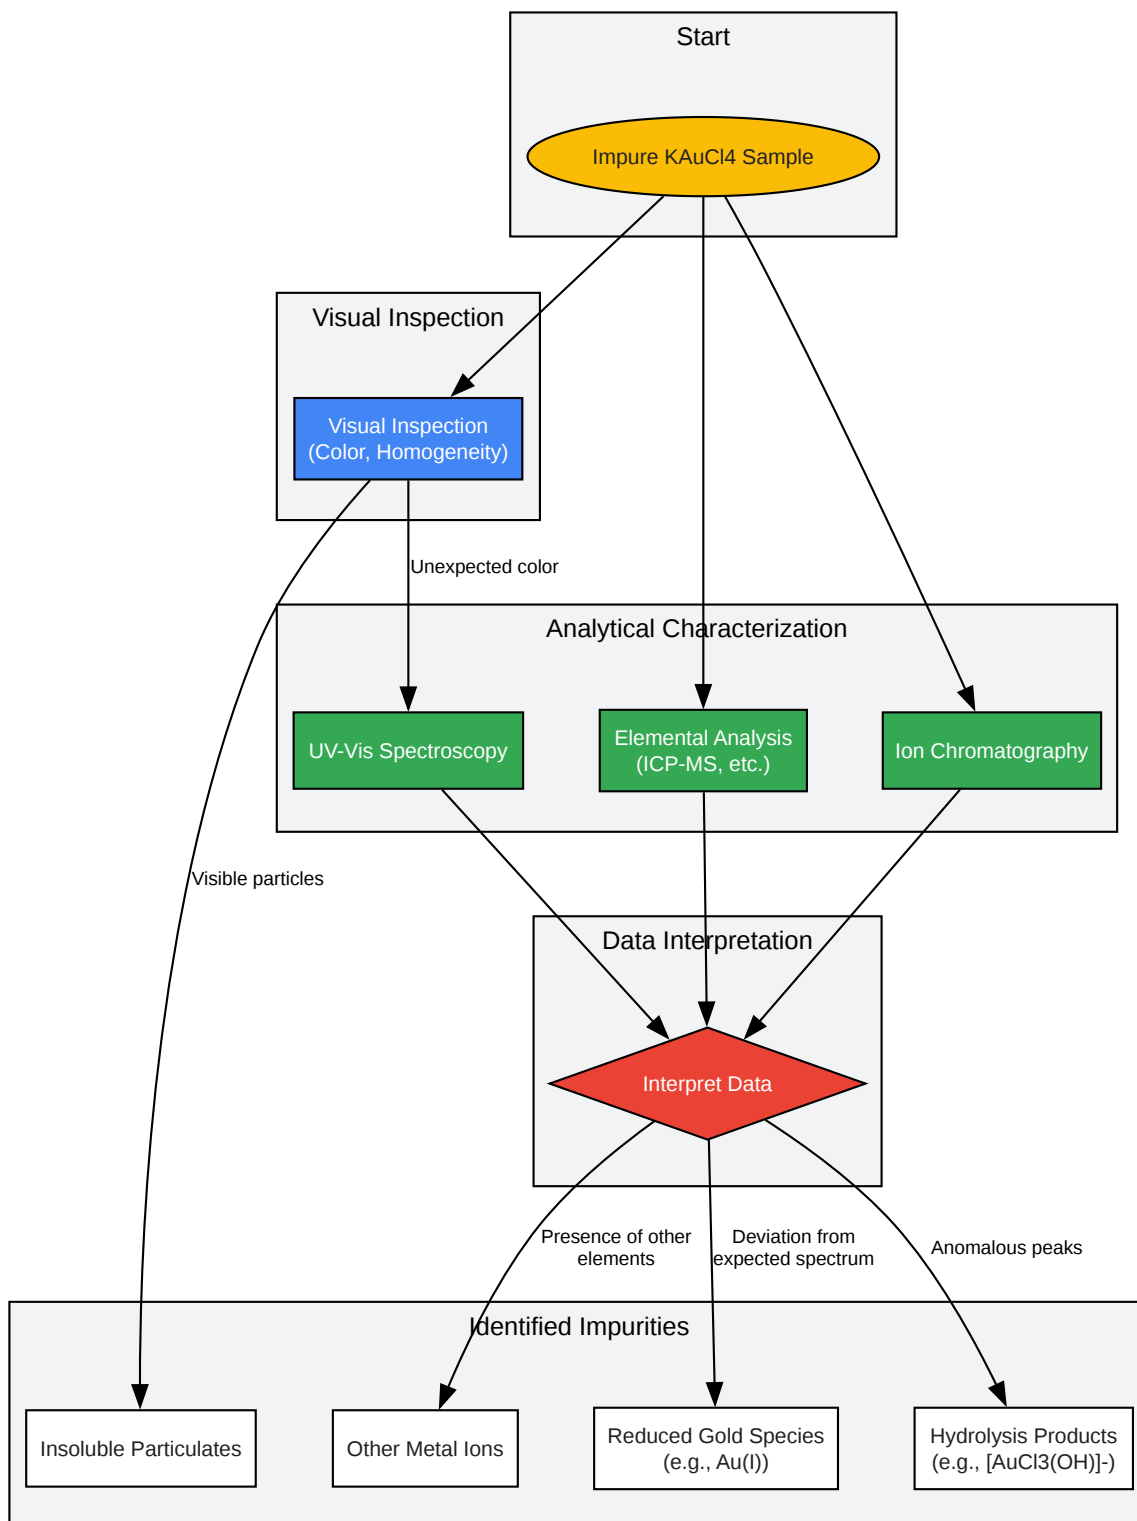 Start
Impure KAuCl4 Sample
Visual Inspection
Visual Inspection
(Color, Homogeneity)
Unexpected color
Analytical Characterization
UV-Vis Spectroscopy
Elemental Analysis
(ICP-MS, etc.)
Ion Chromatography
Visible particles
Data Interpretation
Interpret Data
Presence of other
elements
Deviation from
expected spectrum
Anomalous peaks
Identified Impurities
Insoluble Particulates
Other Metal Ions
Reduced Gold Species
(e.g., Au(I))
Hydrolysis Products
(e.g., [AuCl3(OH)]-)